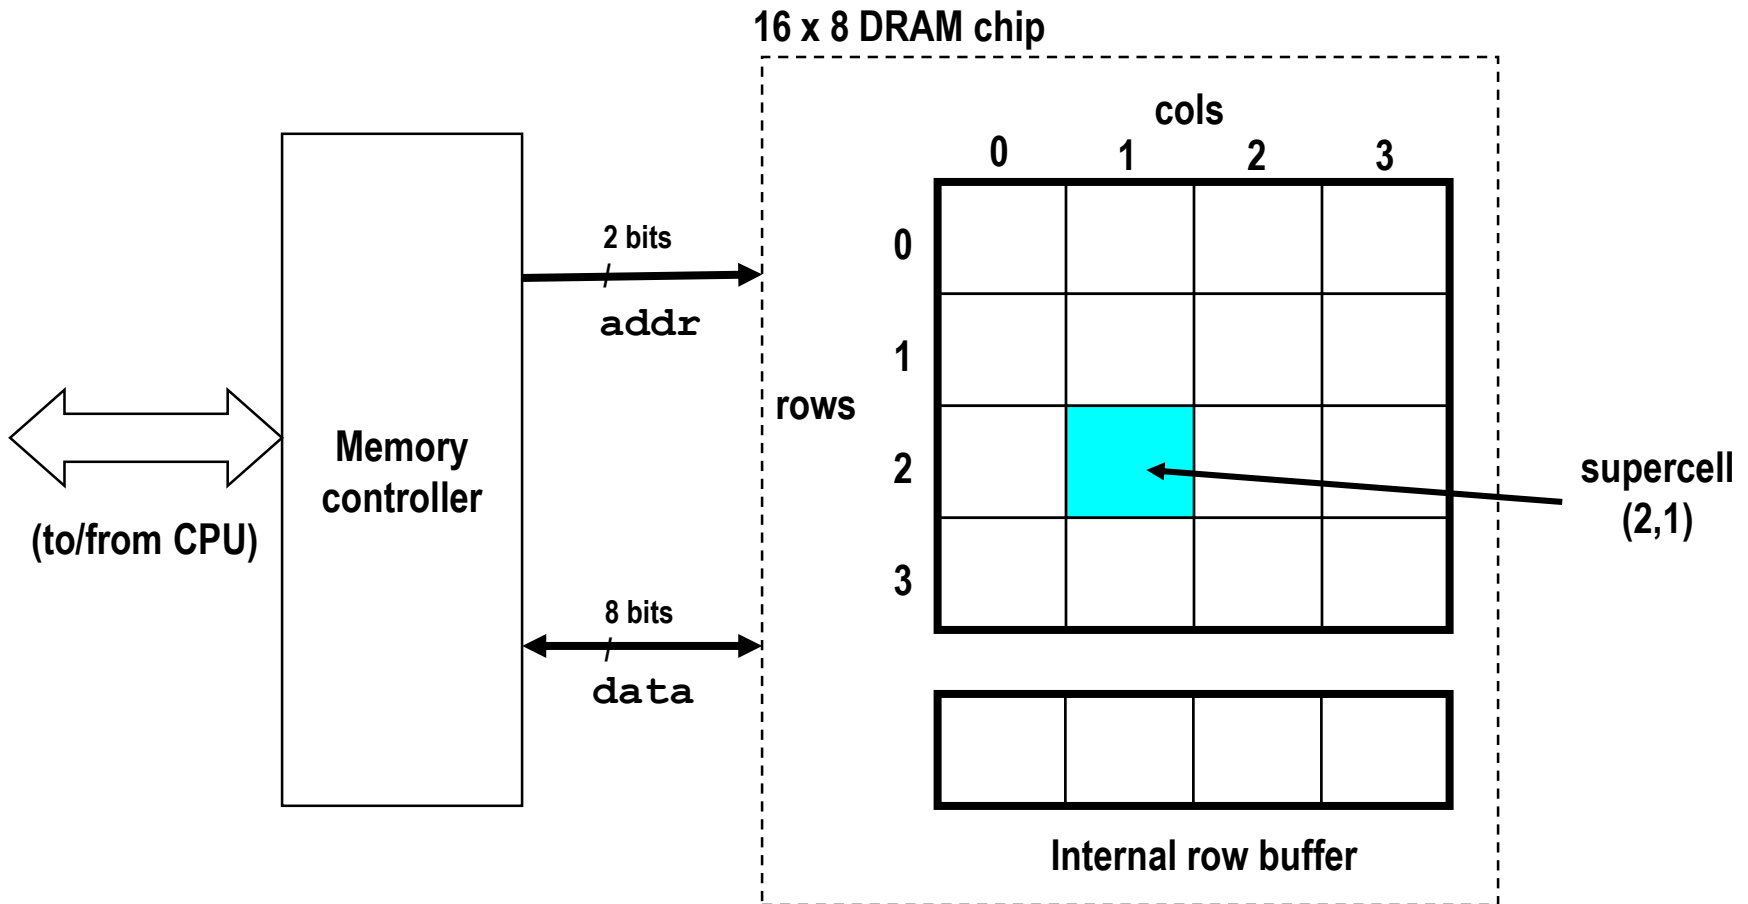 16 x 8 DRAM chip
cols
0 1 2 3
2 bits
addr
0
1
rows
2
3
Memory
controller
(to/from CPU)
supercell
(2,1)
8 bits
data
Internal row buffer